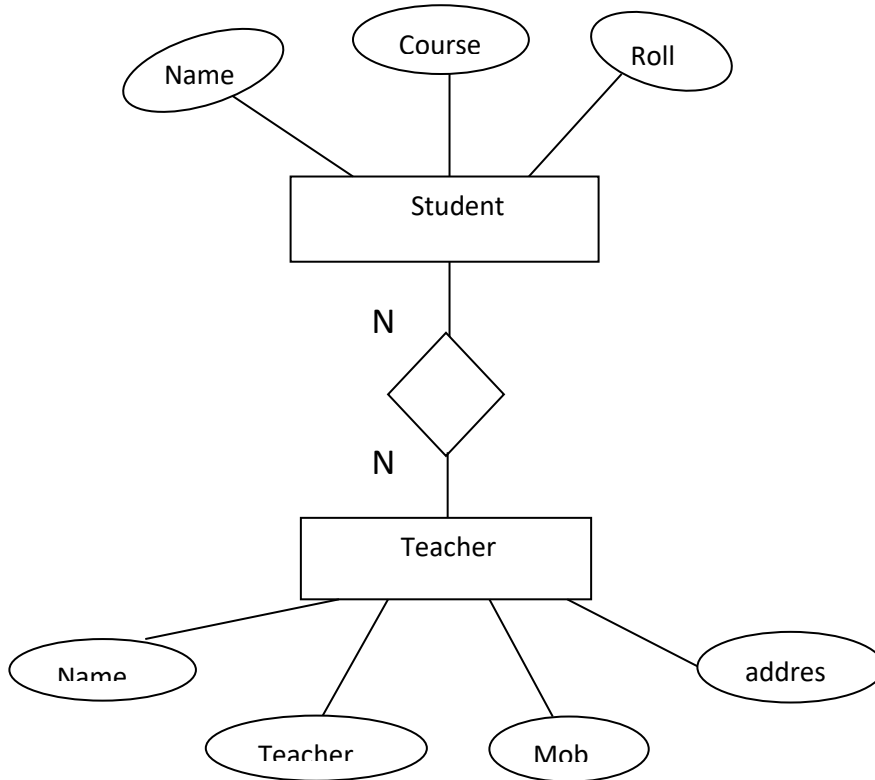 Name
Course
Roll
Student
N
N
Teacher
Name
addres
Teacher
Mob